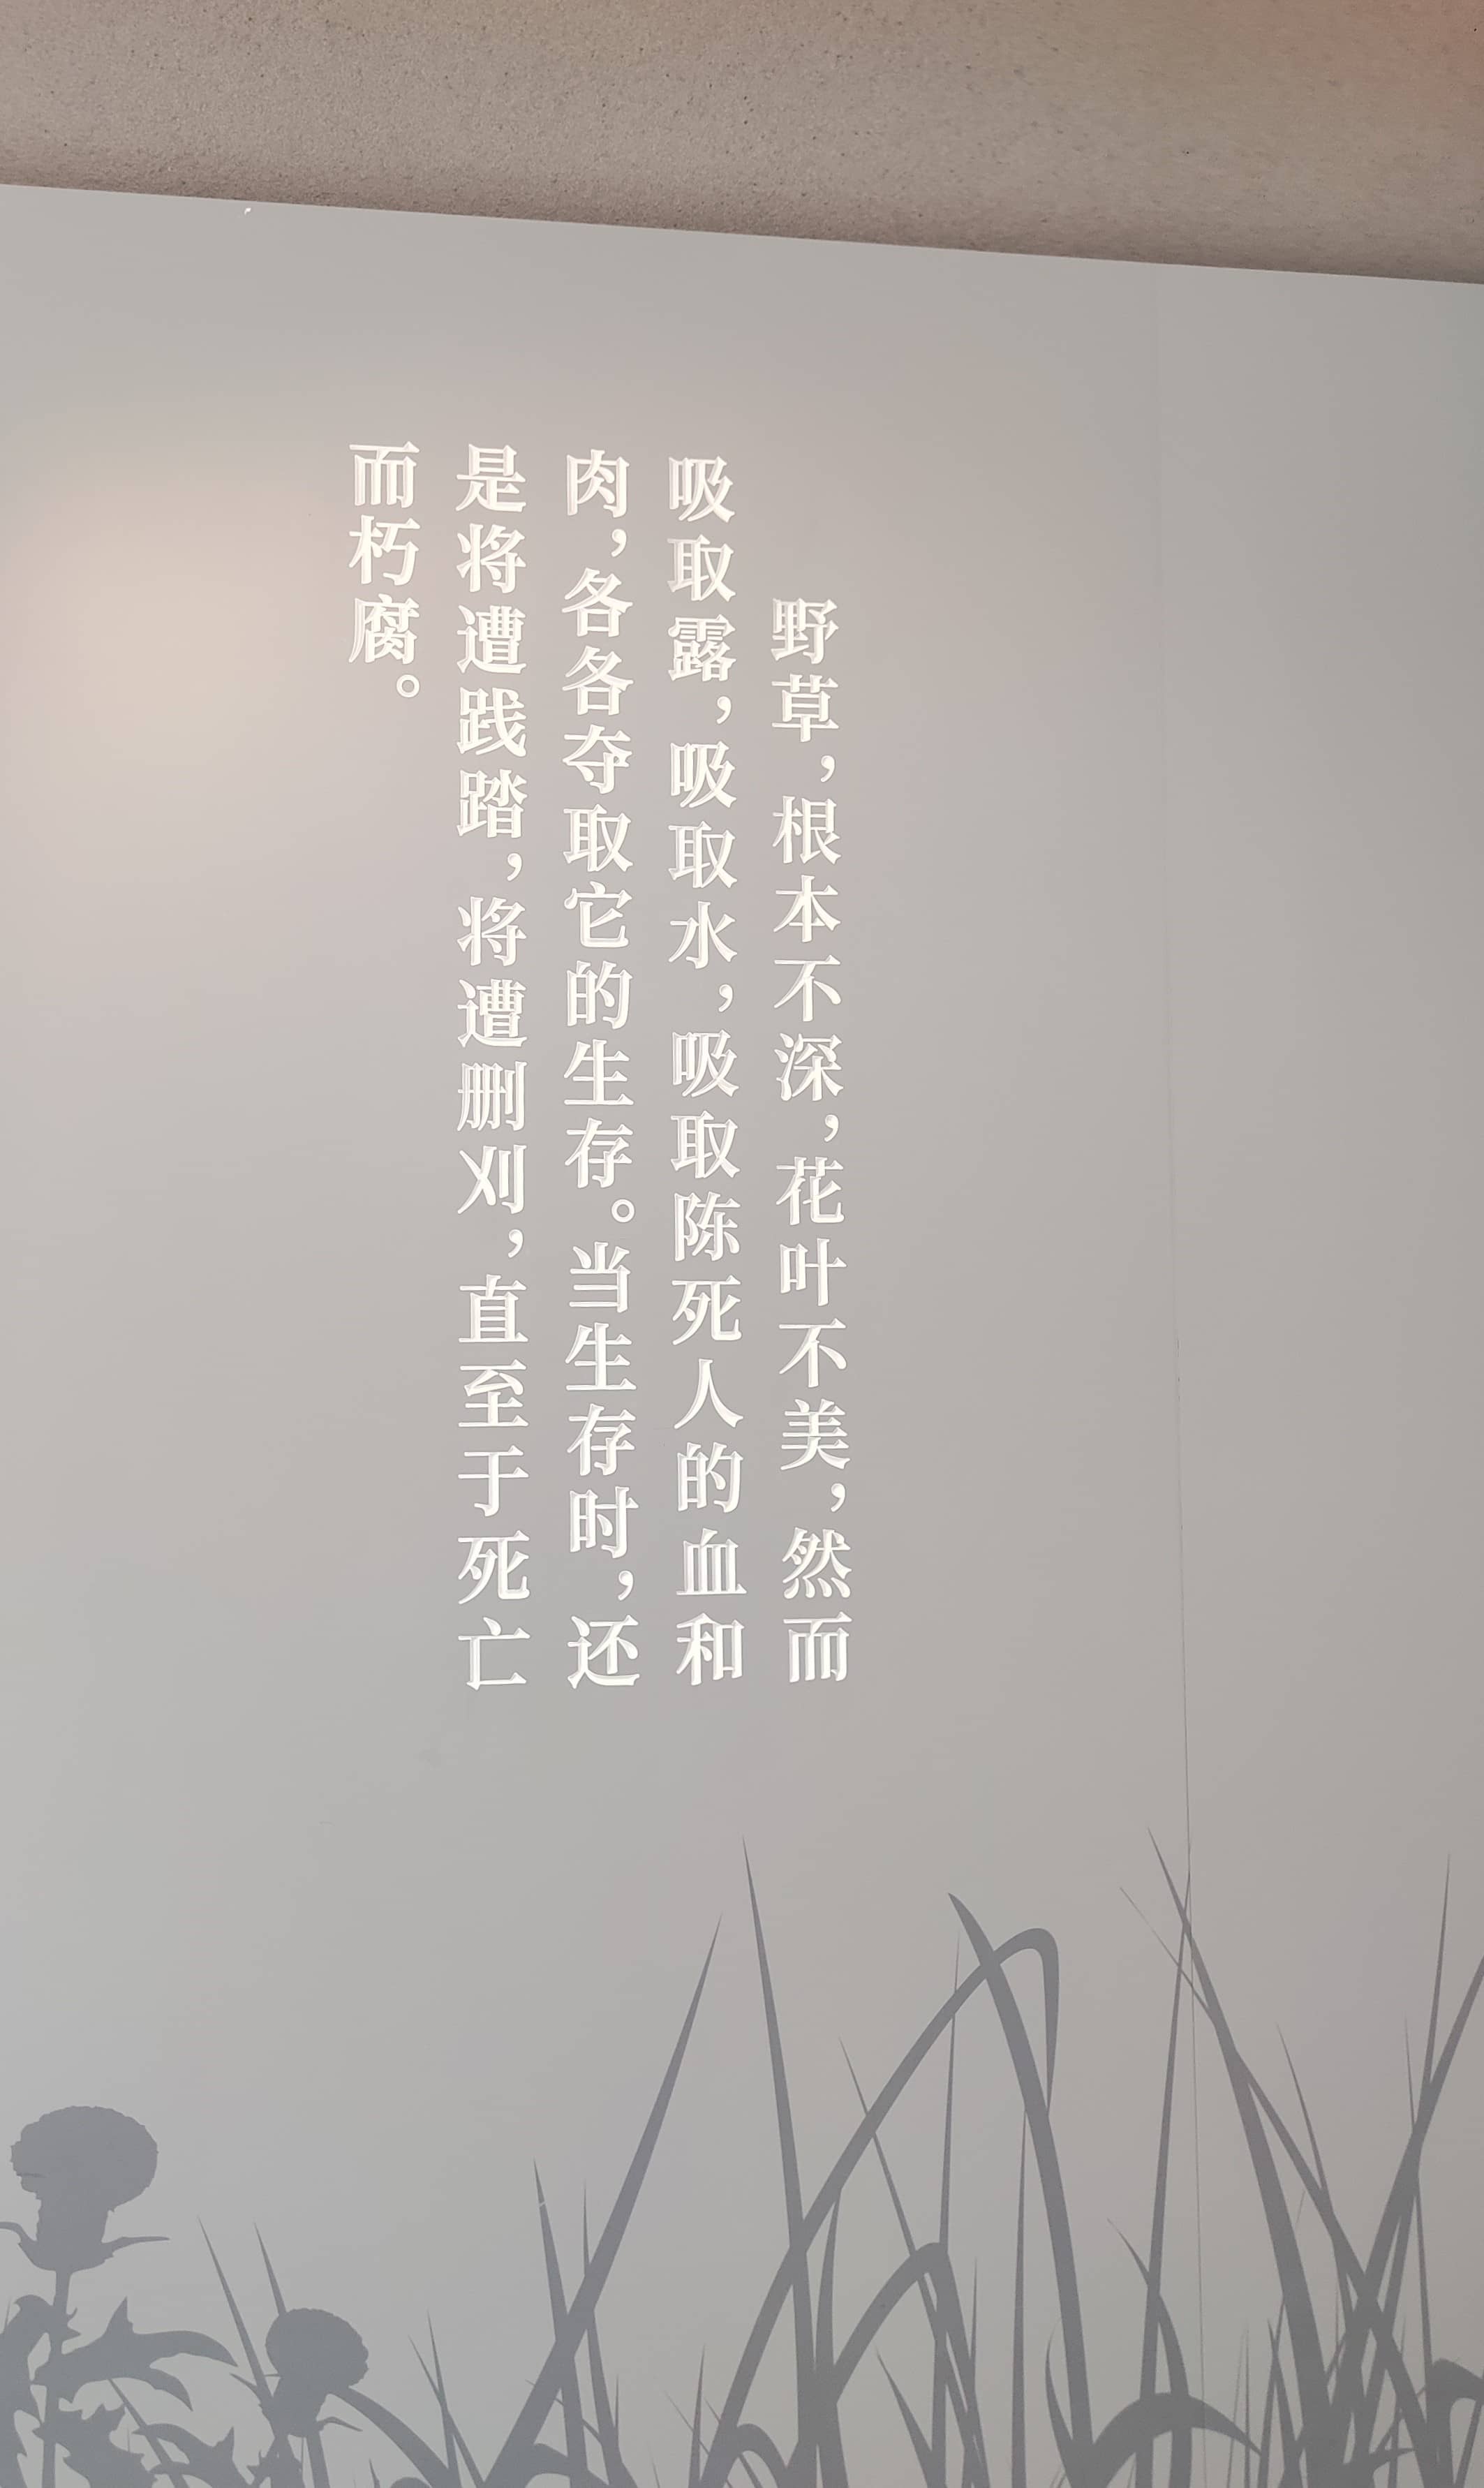 野草，根本不深，花叶不美，然而
吸取露，吸取水，吸取陈死人的血和
肉，各各夺取它的生存。当生存时，还
是将遭践踏，将遭删刈，直至于死亡
而朽腐。